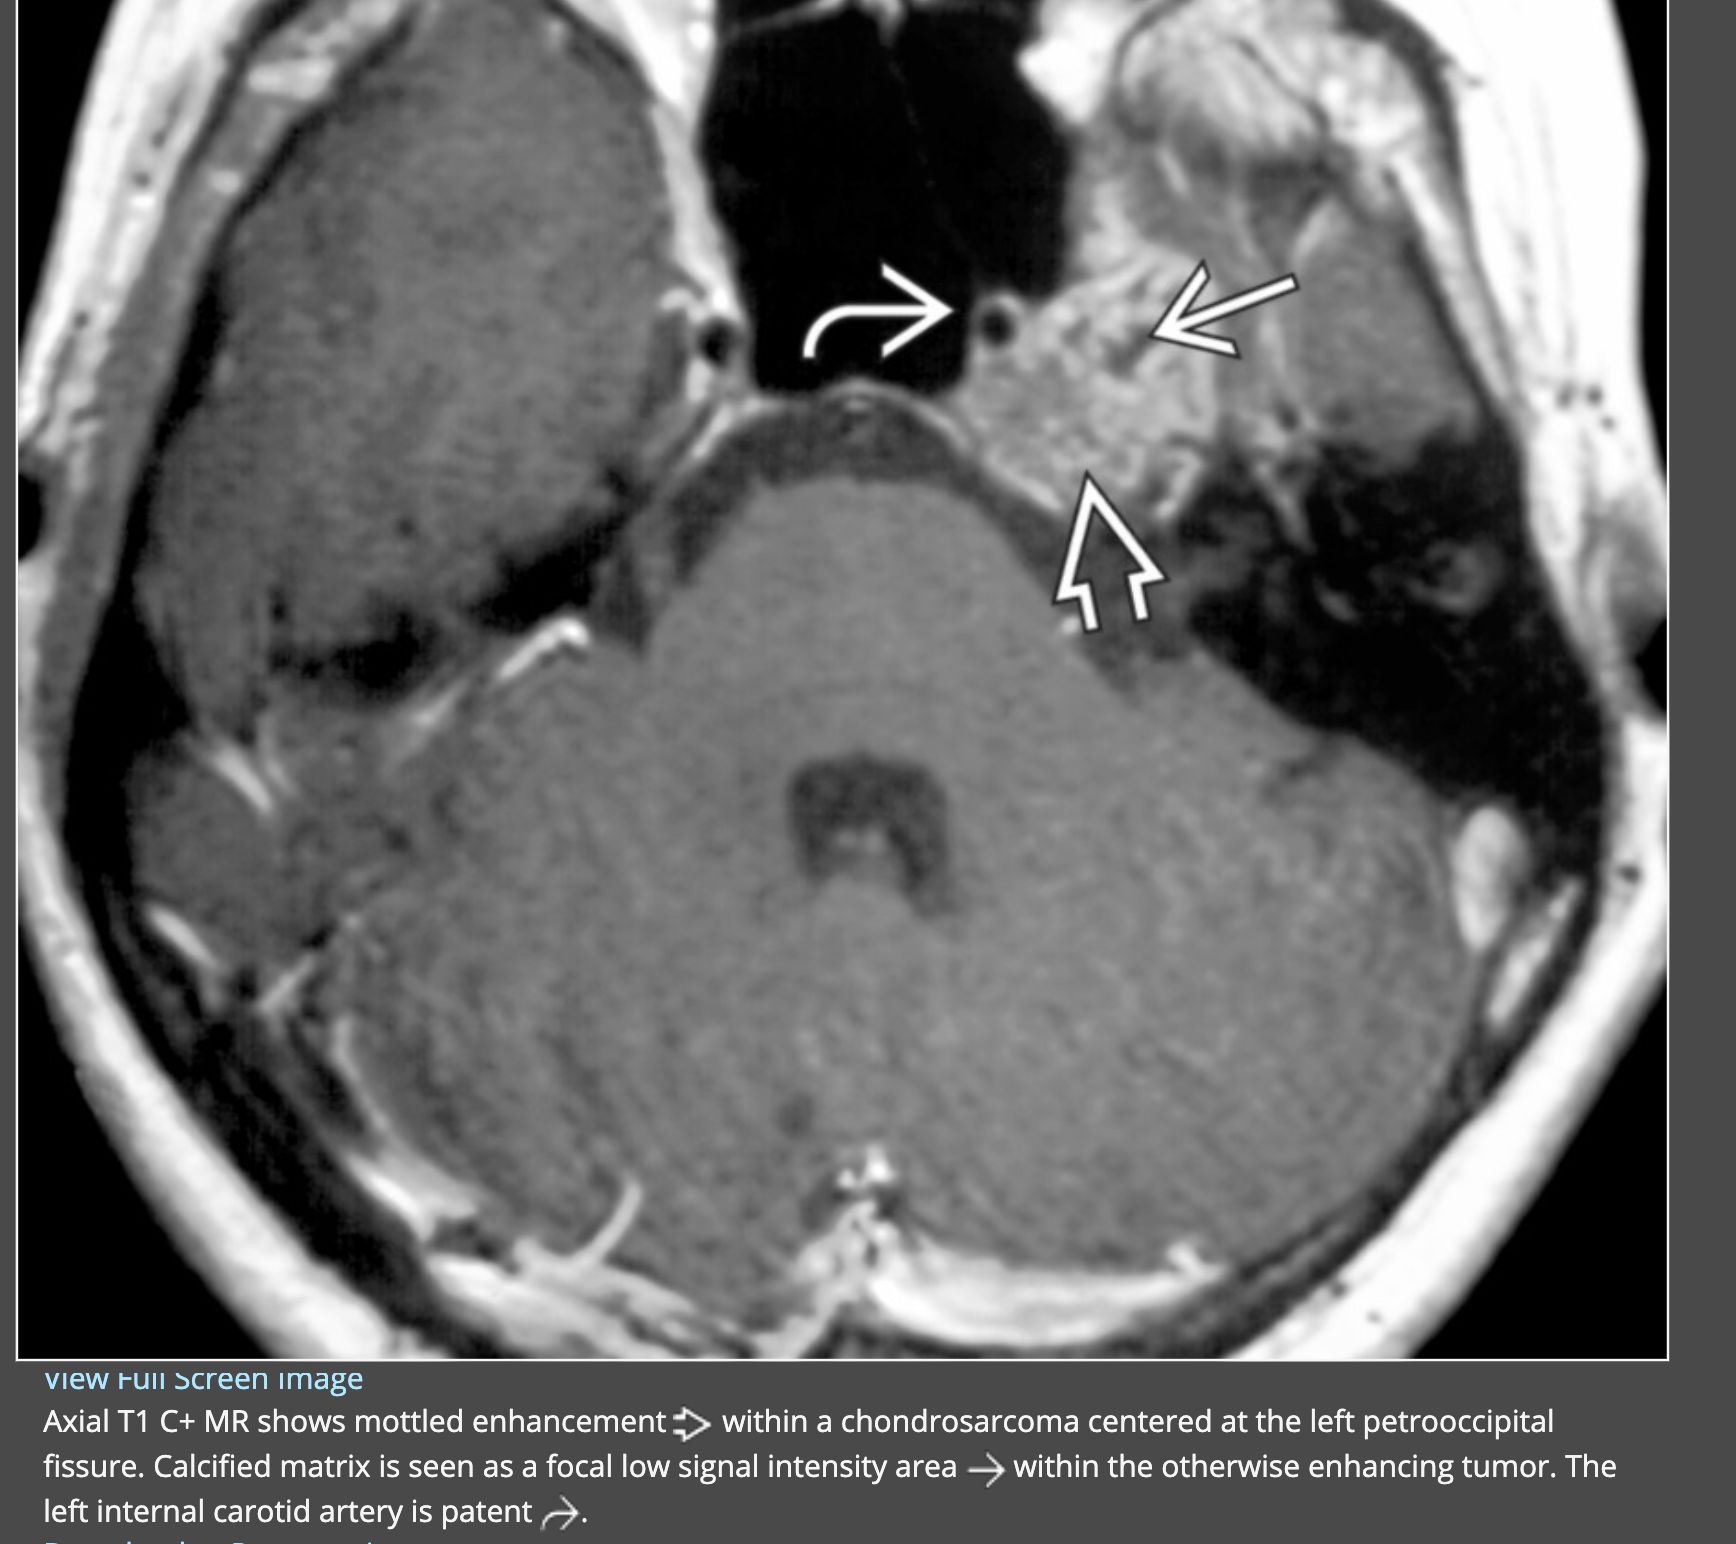 View Full Screen Image
Axial T1 C+ MR shows mottled enhancement within a chondrosarcoma centered at the left petrooccipital
fissure. Calcified matrix is seen as a focal low signal intensity area within the otherwise enhancing tumor. The
left internal carotid artery is patent .